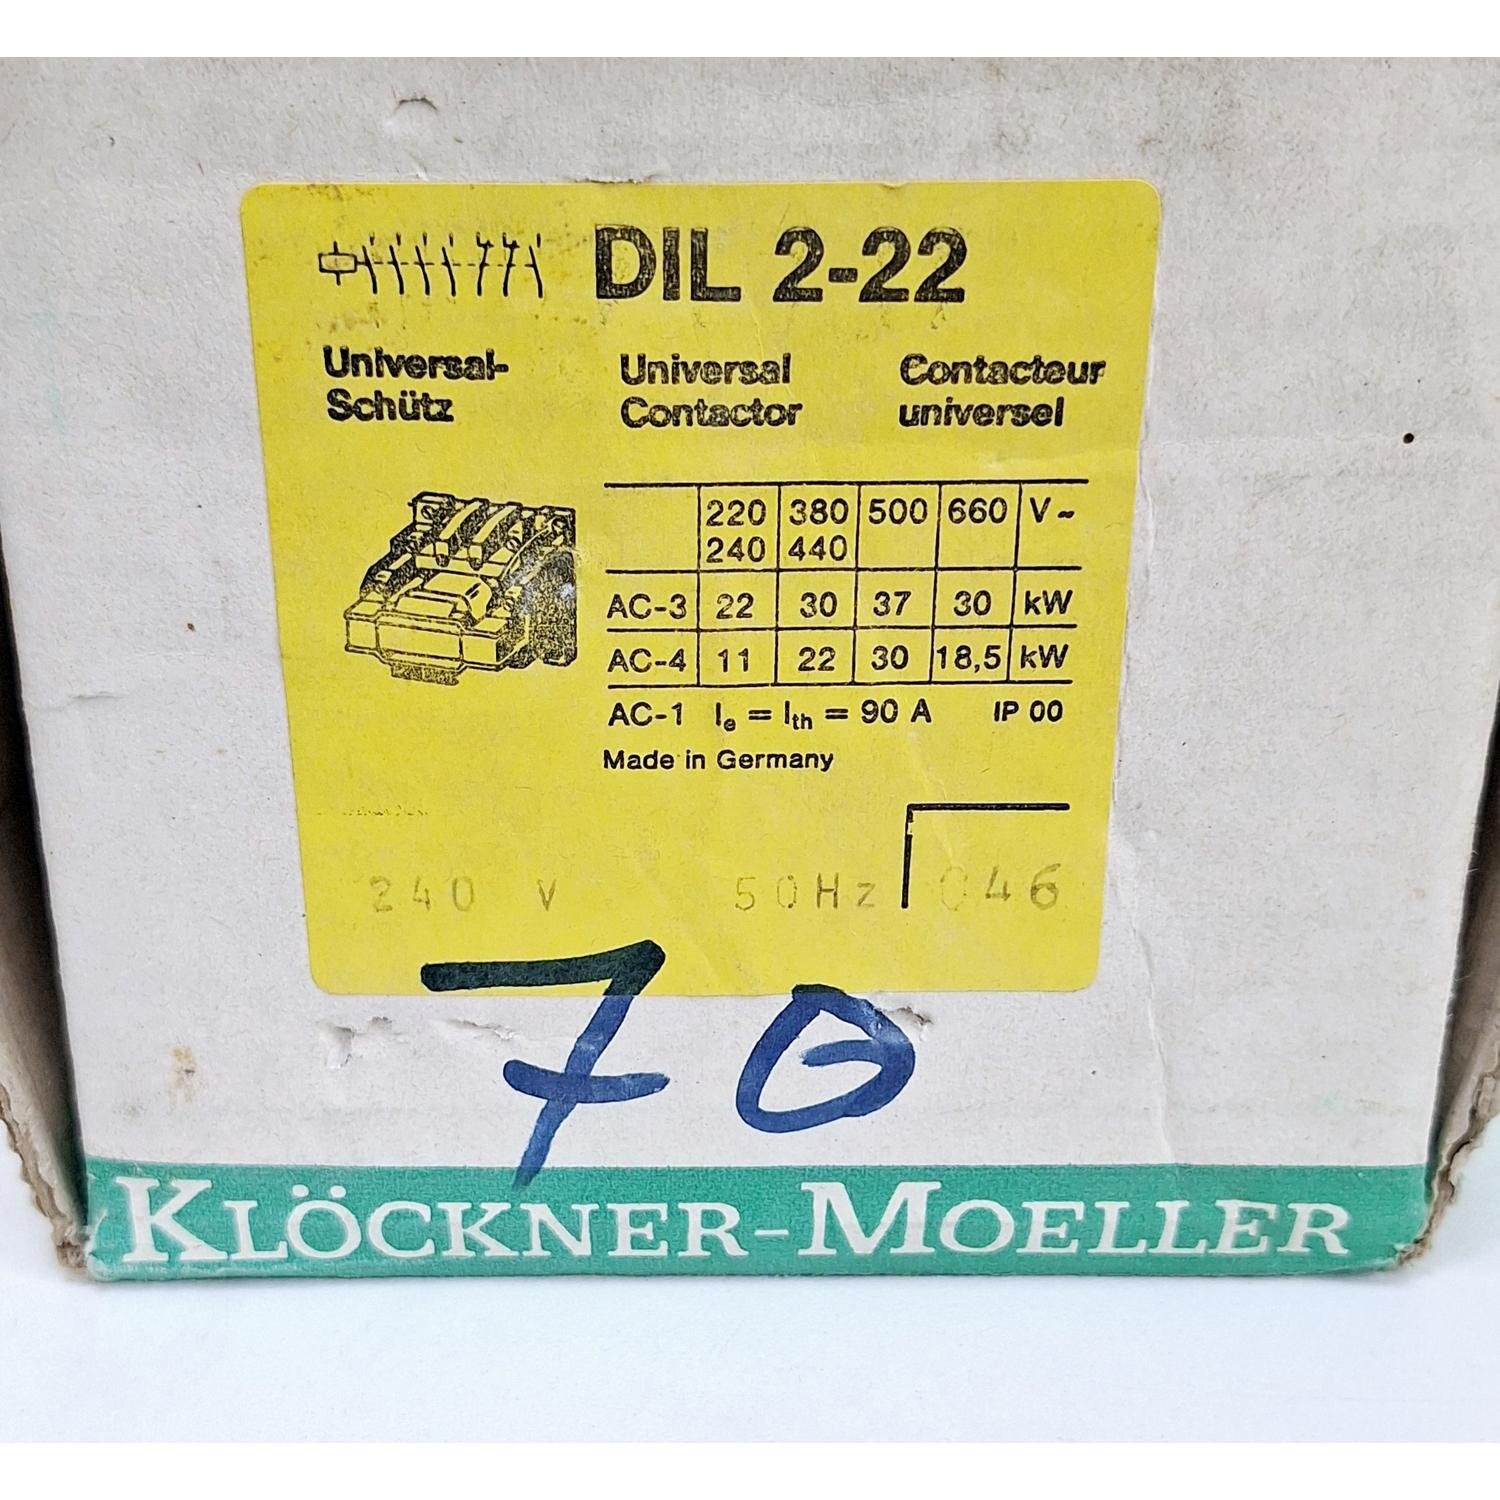 DIL 2-22
Universal- Universal Contacteur
Schütz Contactor universel
220 380 500 660 V~
240 440
AC-3 22 30 37 30 kW
AC-4 11 22 30 18,5 kW
AC-1 Ie = Ith = 90 A IP 00
Made in Germany
240 V 50Hz 046
70
KLÖCKNER-MOELLER